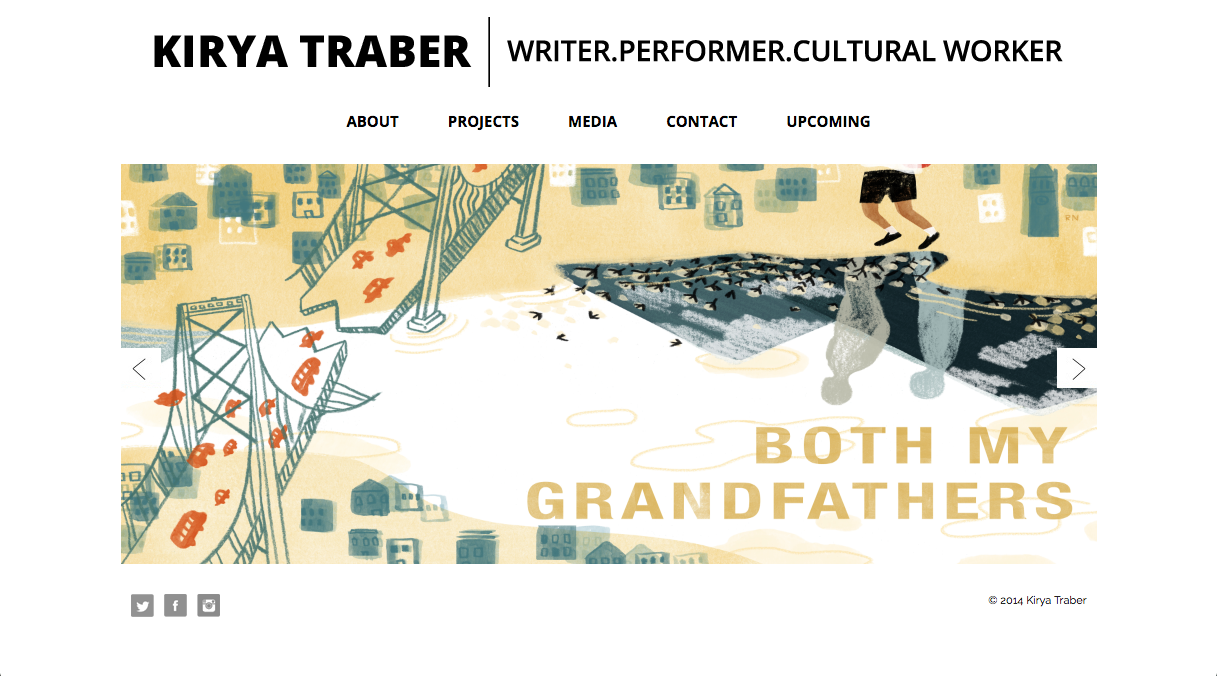 KIRYA TRABER
WRITER.PERFORMER.CULTURAL WORKER
ABOUT PROJECTS MEDIA CONTACT UPCOMING
RN
BOTH MY
GRANDFATHERS
© 2014 Kirya Traber